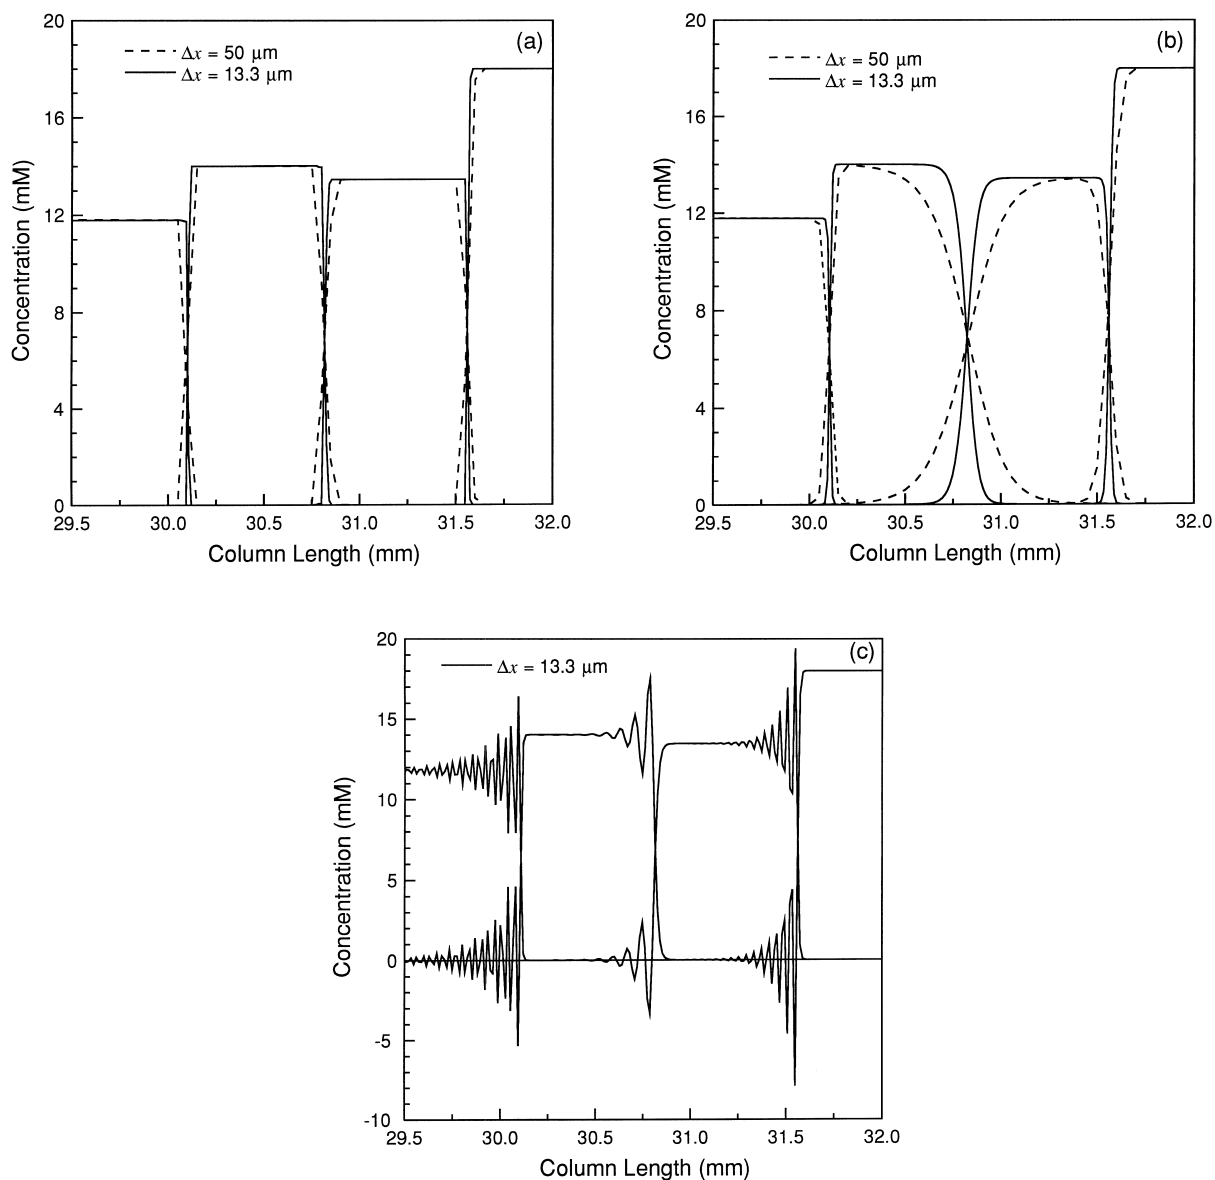 (a)
Δx = 50 μm
Δx = 13.3 μm
20
16
12
8
4
0
29.5 30.0 30.5 31.0 31.5 32.0
Concentration (mM)
Column Length (mm)
(b)
Δx = 50 μm
Δx = 13.3 μm
20
16
12
8
4
0
29.5 30.0 30.5 31.0 31.5 32.0
Concentration (mM)
Column Length (mm)
(c)
Δx = 13.3 μm
20
15
10
5
0
-5
-10
29.5 30.0 30.5 31.0 31.5 32.0
Concentration (mM)
Column Length (mm)